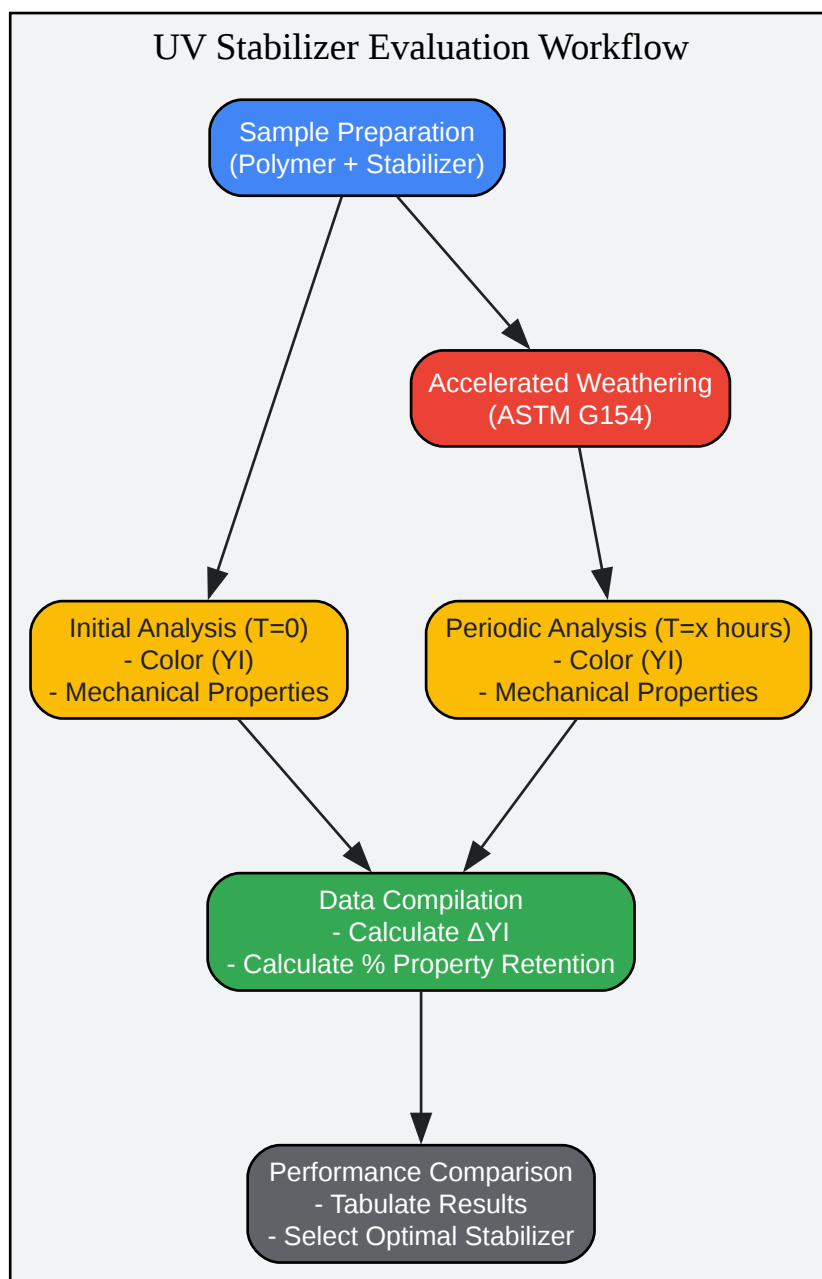 UV Stabilizer Evaluation Workflow
Sample Preparation
(Polymer + Stabilizer)
Accelerated Weathering
(ASTM G154)
Initial Analysis (T=0)
- Color (YI)
- Mechanical Properties
Periodic Analysis (T=x hours)
- Color (YI)
- Mechanical Properties
Data Compilation
- Calculate ΔYI
- Calculate % Property Retention
Performance Comparison
- Tabulate Results
- Select Optimal Stabilizer